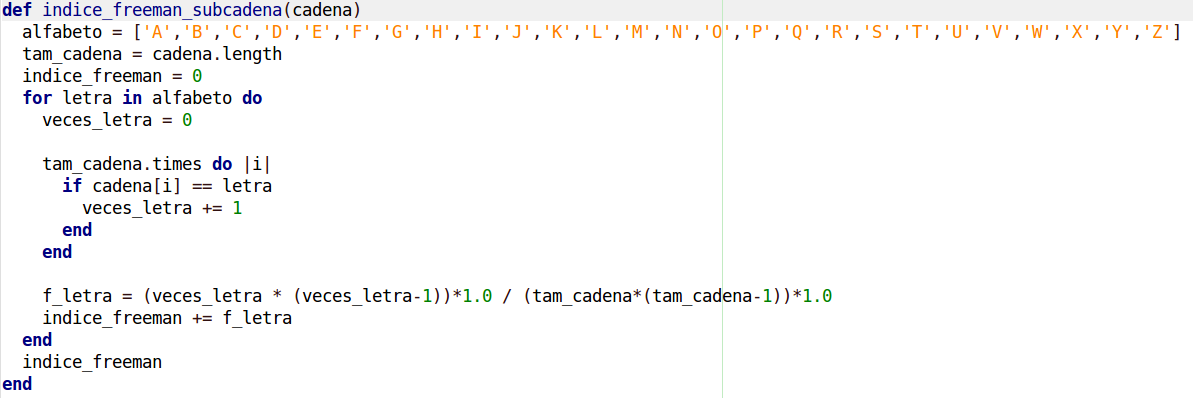 def indice_freeman_subcadena(cadena)
  alfabeto = ['A','B','C','D','E','F','G','H','I','J','K','L','M','N','O','P','Q','R','S','T','U','V','W','X','Y','Z']
  tam_cadena = cadena.length
  indice_freeman = 0
  for letra in alfabeto do
    veces_letra = 0

    tam_cadena.times do |i|
      if cadena[i] == letra
        veces_letra += 1
      end
    end

    f_letra = (veces_letra * (veces_letra-1))*1.0 / (tam_cadena*(tam_cadena-1))*1.0
    indice_freeman += f_letra
  end
  indice_freeman
end